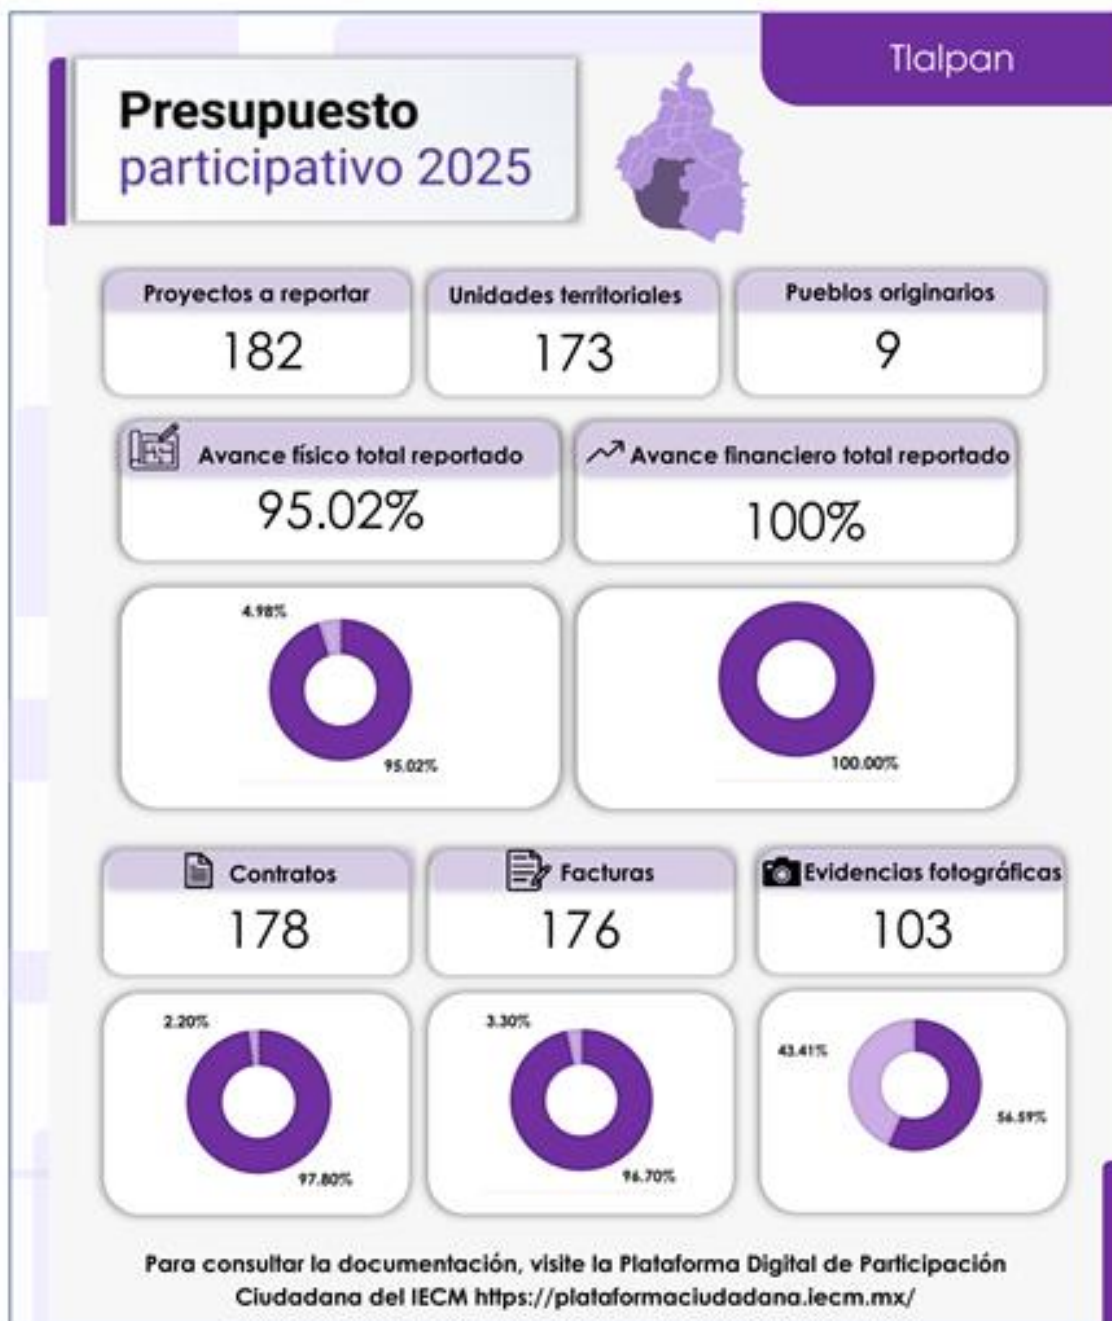 Tlalpan
Presupuesto
participativo 2025
Proyectos a reportar
182
Unidades territoriales
173
Pueblos originarios
9
Avance físico total reportado
95.02%
Avance financiero total reportado
100%
4.98%
95.02%
100.00%
Contratos
178
Facturas
176
Evidencias fotográficas
103
2.20%
97.80%
3.30%
96.70%
43.41%
56.59%
Para consultar la documentación, visite la Plataforma Digital de Participación
Ciudadana del IECM https://plataformaciudadana.iecm.mx/